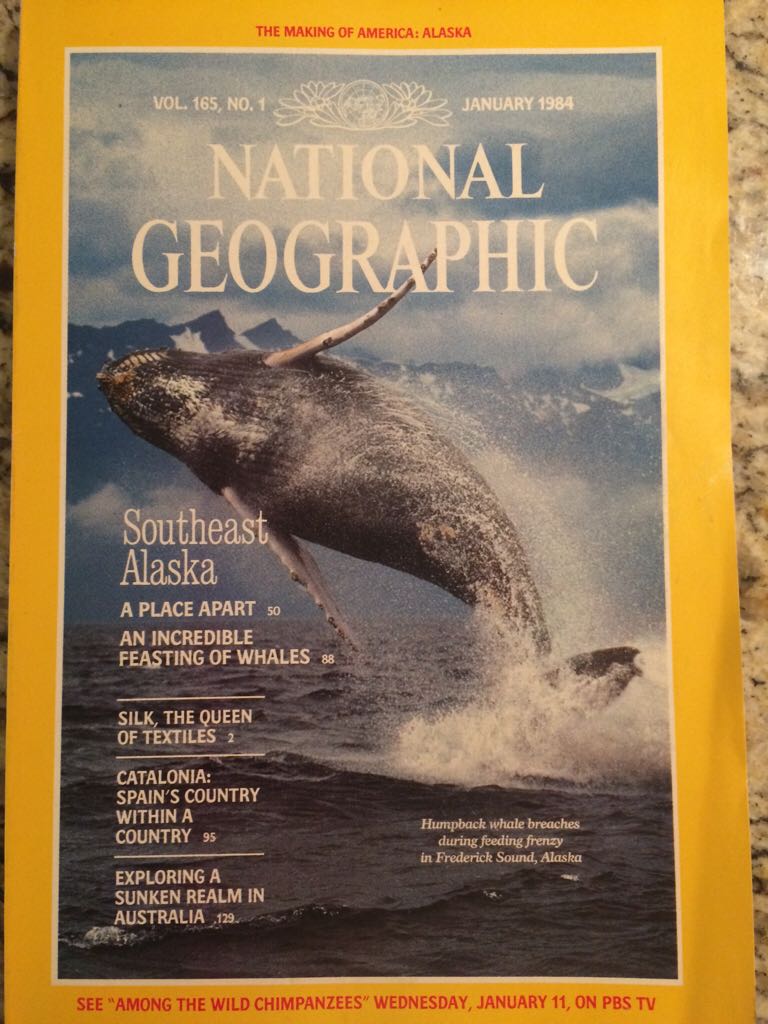 THE MAKING OF AMERICA: ALASKA
VOL. 165, NO. 1 JANUARY 1984
NATIONAL
GEOGRAPHIC
Southeast
Alaska
A PLACE APART 50
AN INCREDIBLE
FEASTING OF WHALES 88
SILK, THE QUEEN
OF TEXTILES 2
CATALONIA:
SPAIN'S COUNTRY
WITHIN A
COUNTRY 95
EXPLORING A
SUNKEN REALM IN
AUSTRALIA 129
Humpback whale breaches
during feeding frenzy
in Frederick Sound, Alaska
SEE "AMONG THE WILD CHIMPANZEES" WEDNESDAY, JANUARY 11, ON PBS TV